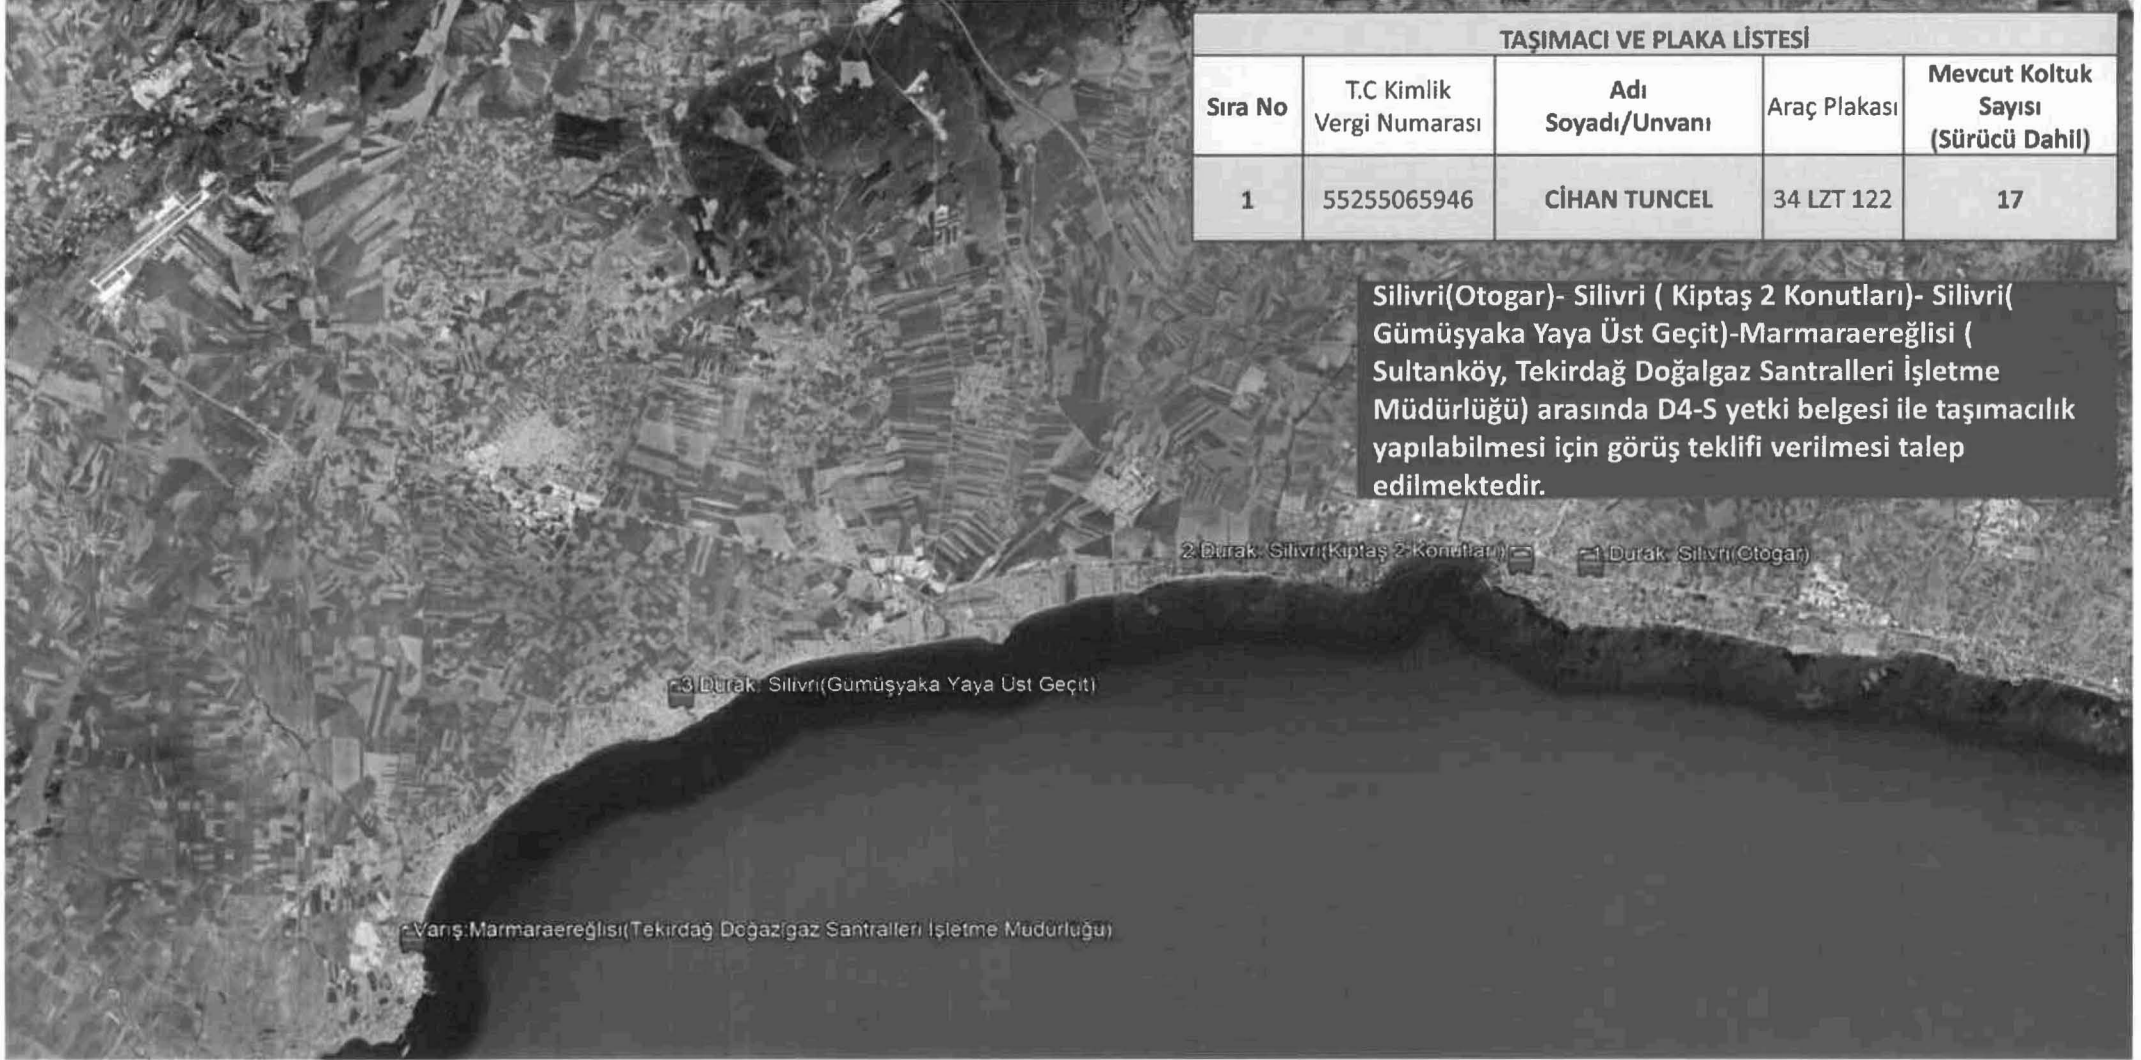 TAŞIMACI VE PLAKA LİSTESİ
Sıra No
T.C Kimlik
Vergi Numarası
Adı
Soyadı/Unvanı
Araç Plakası
Mevcut Koltuk
Sayısı
(Sürücü Dahil)
1
55255065946
CİHAN TUNCEL
34 LZT 122
17
Silivri(Otogar)- Silivri ( Kiptaş 2 Konutları)- Silivri(
Gümüşyaka Yaya Üst Geçit)-Marmaraereğlisi (
Sultanköy, Tekirdağ Doğalgaz Santralleri İşletme
Müdürlüğü) arasında D4-S yetki belgesi ile taşımacılık
yapılabilmesi için görüş teklifi verilmesi talep
edilmektedir.
2.Durak: Silivri(Kiptaş 2 Konutları)
1.Durak: Silivri(Otogar)
3.Durak: Silivri(Gümüşyaka Yaya Üst Geçit)
Varış:Marmaraereğlisi(Tekirdağ Doğazlgaz Santralleri İşletme Müdürlüğü)